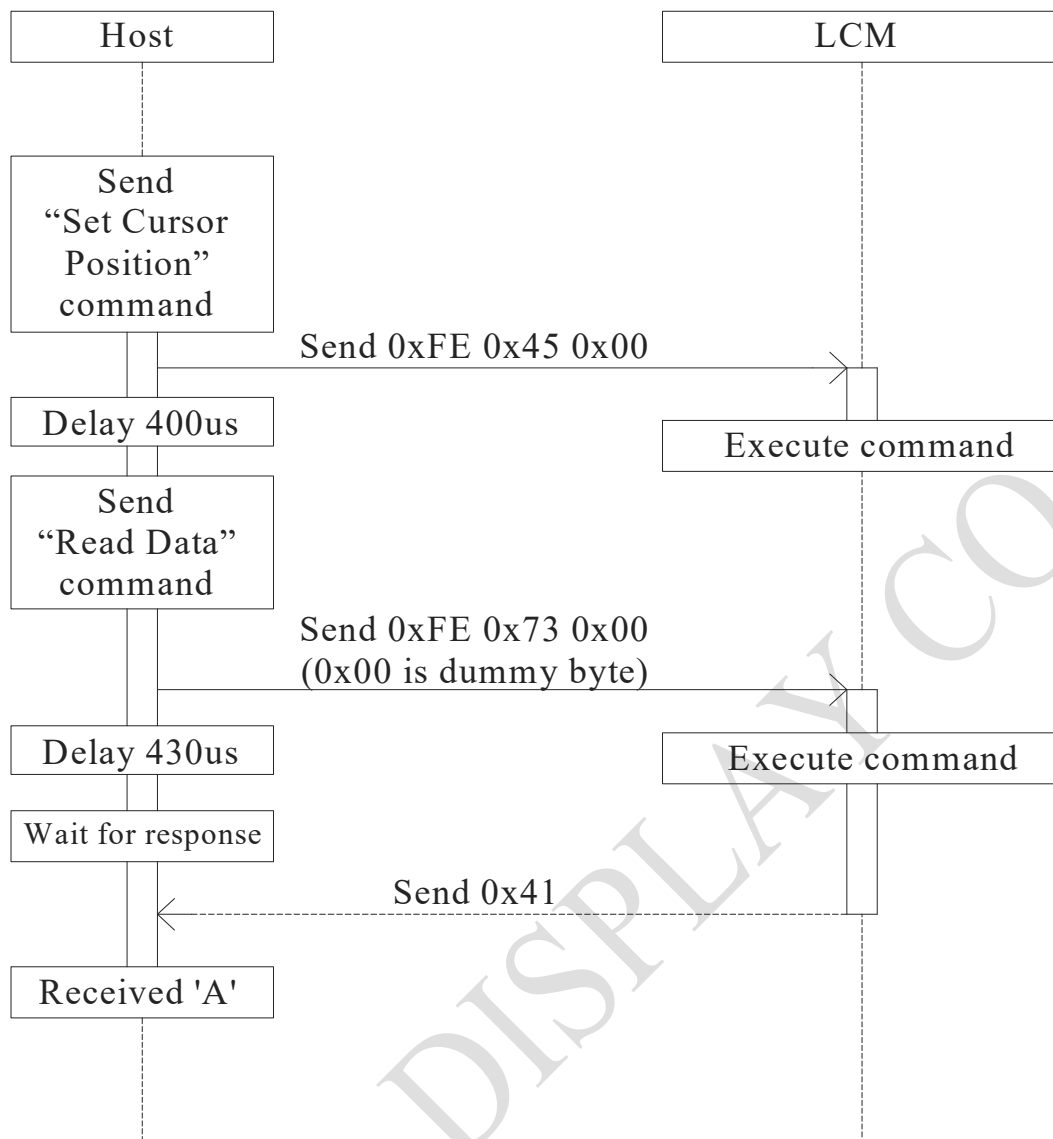 Host
LCM
Send
“Set Cursor
Position”
command
Send 0xFE 0x45 0x00
Delay 400us
Execute command
Send
“Read Data”
command
Send 0xFE 0x73 0x00
(0x00 is dummy byte)
Delay 430us
Execute command
Wait for response
Send 0x41
Received 'A'
DISPLAY CO